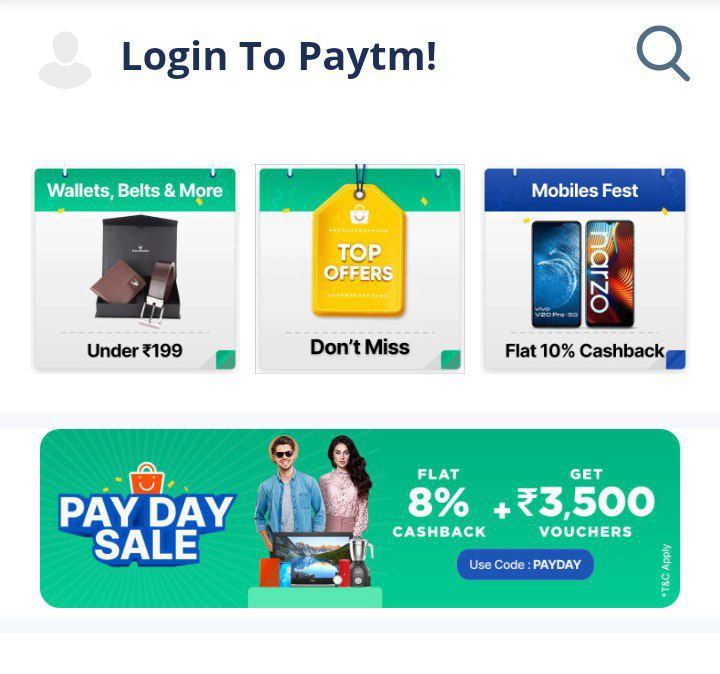 Login To Paytm!
Wallets, Belts & More
Under ₹199
TOP
OFFERS
Don't Miss
Mobiles Fest
vivo
V20 Pro 5G
narzo
Flat 10% Cashback
PAY DAY
SALE
FLAT
8%
CASHBACK
+
GET
₹3,500
VOUCHERS
Use Code : PAYDAY
*T&C Apply